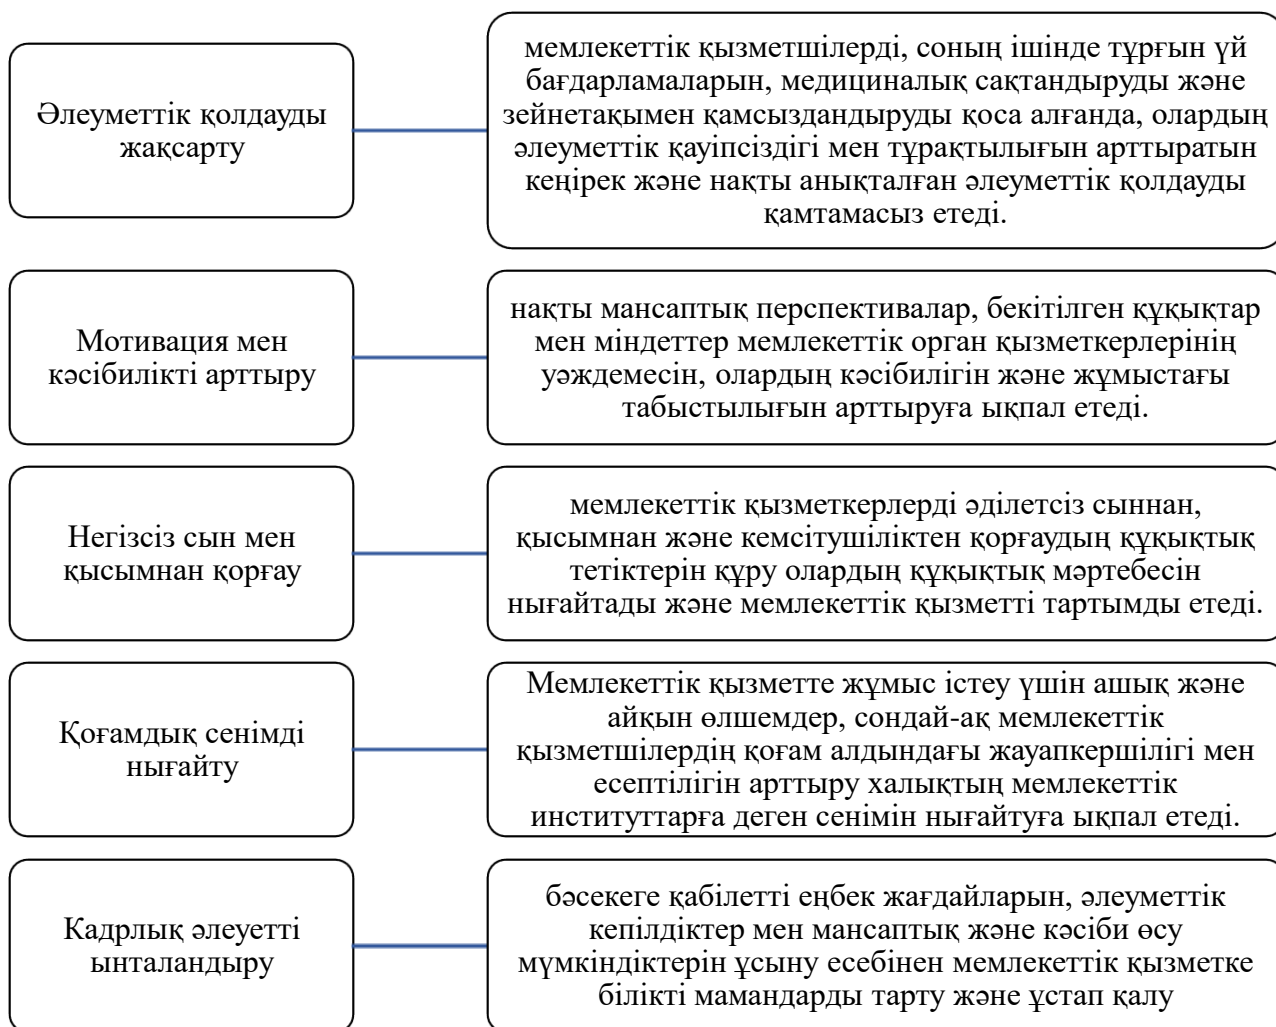 Әлеуметтік қолдауды
жақсарту
мемлекеттік қызметшілерді, соның ішінде тұрғын үй
бағдарламаларын, медициналық сақтандыруды және
зейнетақымен қамсыздандыруды қоса алғанда, олардың
әлеуметтік қауіпсіздігі мен тұрақтылығын арттыратын
кеңірек және нақты анықталған әлеуметтік қолдауды
қамтамасыз етеді.
Мотивация мен
кәсібилікті арттыру
нақты мансаптық перспективалар, бекітілген құқықтар
мен міндеттер мемлекеттік орган қызметкерлерінің
уәждемесін, олардың кәсібилігін және жұмыстағы
табыстылығын арттыруға ықпал етеді.
Негізсіз сын мен
қысымнан қорғау
мемлекеттік қызметкерлерді әділетсіз сыннан,
қысымнан және кемсітушіліктен қорғаудың құқықтық
тетіктерін құру олардың құқықтық мәртебесін
нығайтады және мемлекеттік қызметті тартымды етеді.
Қоғамдық сенімді
нығайту
Мемлекеттік қызметте жұмыс істеу үшін ашық және
айқын өлшемдер, сондай-ақ мемлекеттік
қызметшілердің қоғам алдындағы жауапкершілігі мен
есептілігін арттыру халықтың мемлекеттік
институттарға деген сенімін нығайтуға ықпал етеді.
Кадрлық әлеуетті
ынталандыру
бәсекеге қабілетті еңбек жағдайларын, әлеуметтік
кепілдіктер мен мансаптық және кәсіби өсу
мүмкіндіктерін ұсыну есебінен мемлекеттік қызметке
білікті мамандарды тарту және ұстап қалу